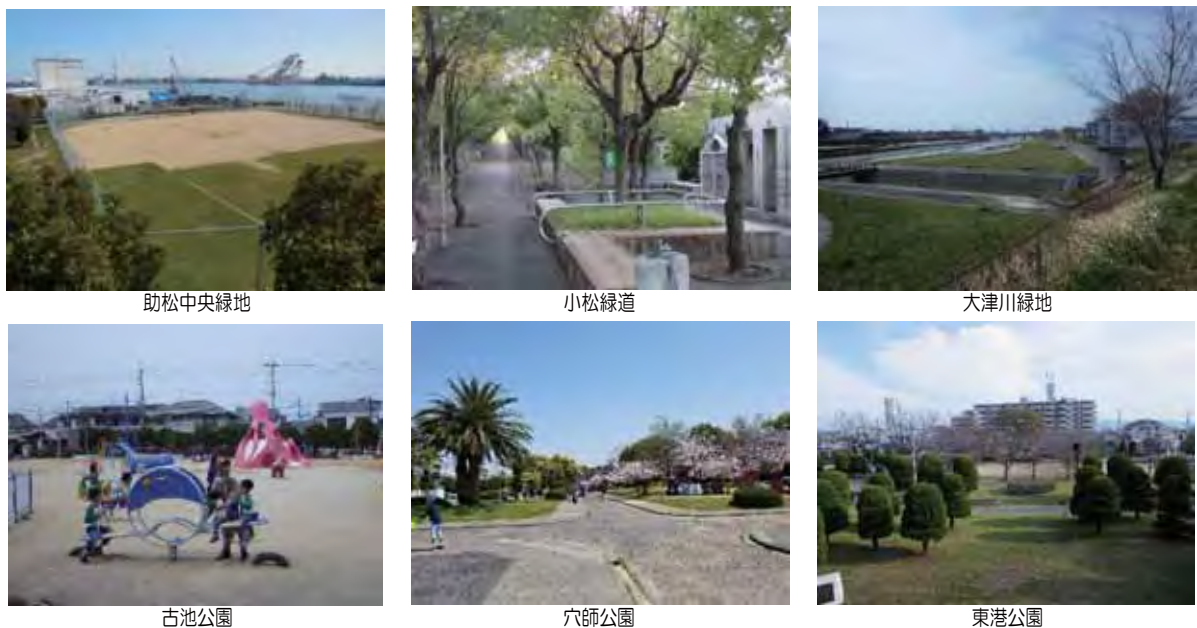 助松中央緑地
小松緑道
大津川緑地
古池公園
穴師公園
東港公園